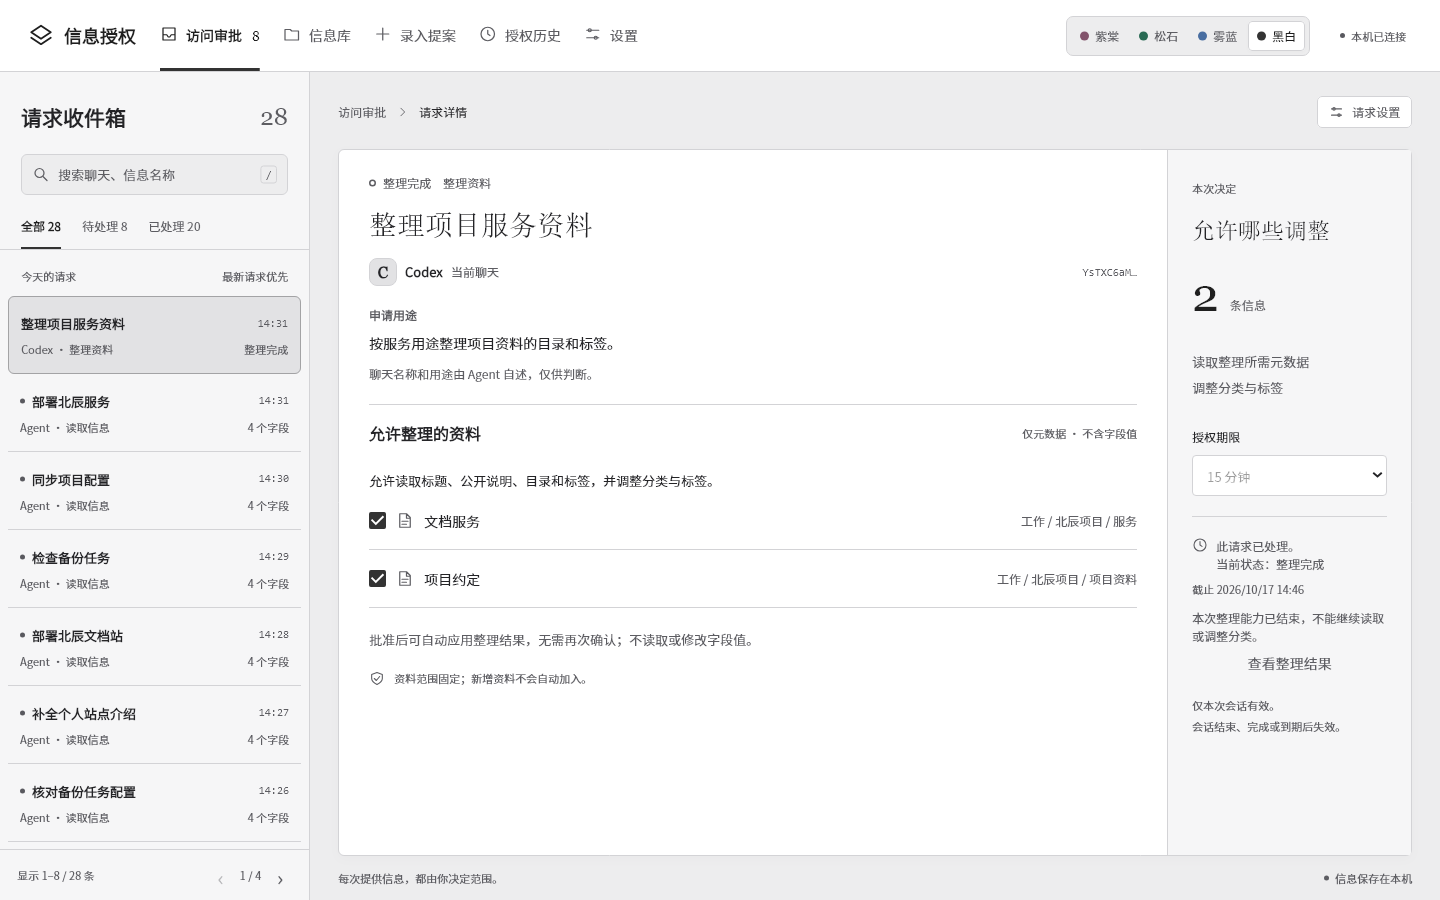 信息授权
访问审批 8
信息库
录入提案
授权历史
设置
紫棠
松石
雾蓝
黑白
本机已连接
请求收件箱 28
搜索聊天、信息名称 /
全部 28
待处理 8
已处理 20
今天的请求 最新请求优先
整理项目服务资料 14:31
Codex · 整理资料 整理完成
部署北辰服务 14:31
Agent · 读取信息 4 个字段
同步项目配置 14:30
Agent · 读取信息 4 个字段
检查备份任务 14:29
Agent · 读取信息 4 个字段
部署北辰文档站 14:28
Agent · 读取信息 4 个字段
补全个人站点介绍 14:27
Agent · 读取信息 4 个字段
核对备份任务配置 14:26
Agent · 读取信息 4 个字段
显示 1–8 / 28 条
‹ 1 / 4 ›
访问审批 > 请求详情
请求设置
整理完成 整理资料
整理项目服务资料
C Codex 当前聊天 YsTXC6aM…
申请用途
按服务用途整理项目资料的目录和标签。
聊天名称和用途由 Agent 自述，仅供判断。
允许整理的资料 仅元数据 · 不含字段值
允许读取标题、公开说明、目录和标签，并调整分类与标签。
文档服务 工作 / 北辰项目 / 服务
项目约定 工作 / 北辰项目 / 项目资料
批准后可自动应用整理结果，无需再次确认；不读取或修改字段值。
资料范围固定；新增资料不会自动加入。
本次决定
允许哪些调整
2 条信息
读取整理所需元数据
调整分类与标签
授权期限
15 分钟
此请求已处理。
当前状态：整理完成
截止 2026/10/17 14:46
本次整理能力已结束，不能继续读取
或调整分类。
查看整理结果
仅本次会话有效。
会话结束、完成或到期后失效。
每次提供信息，都由你决定范围。
信息保存在本机